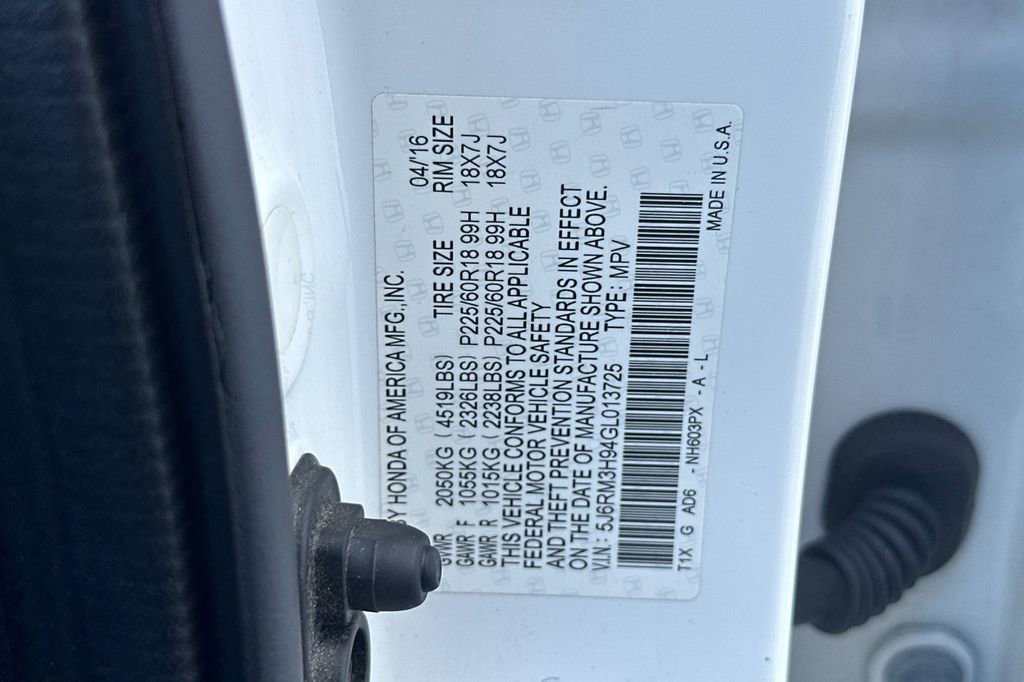 BY HONDA OF AMERICA MFG., INC. 04/'16
GVWR 2050KG ( 4519LBS) TIRE SIZE RIM SIZE
GAWR F 1055KG ( 2326LBS) P225/60R18 99H 18X7J
GAWR R 1015KG ( 2238LBS) P225/60R18 99H 18X7J
THIS VEHICLE CONFORMS TO ALL APPLICABLE
FEDERAL MOTOR VEHICLE SAFETY
AND THEFT PREVENTION STANDARDS IN EFFECT
ON THE DATE OF MANUFACTURE SHOWN ABOVE.
V.I.N: 5J6RM3H94GL013725 TYPE: MPV
T1X G AD6 - NH603PX - A - L MADE IN U.S.A.